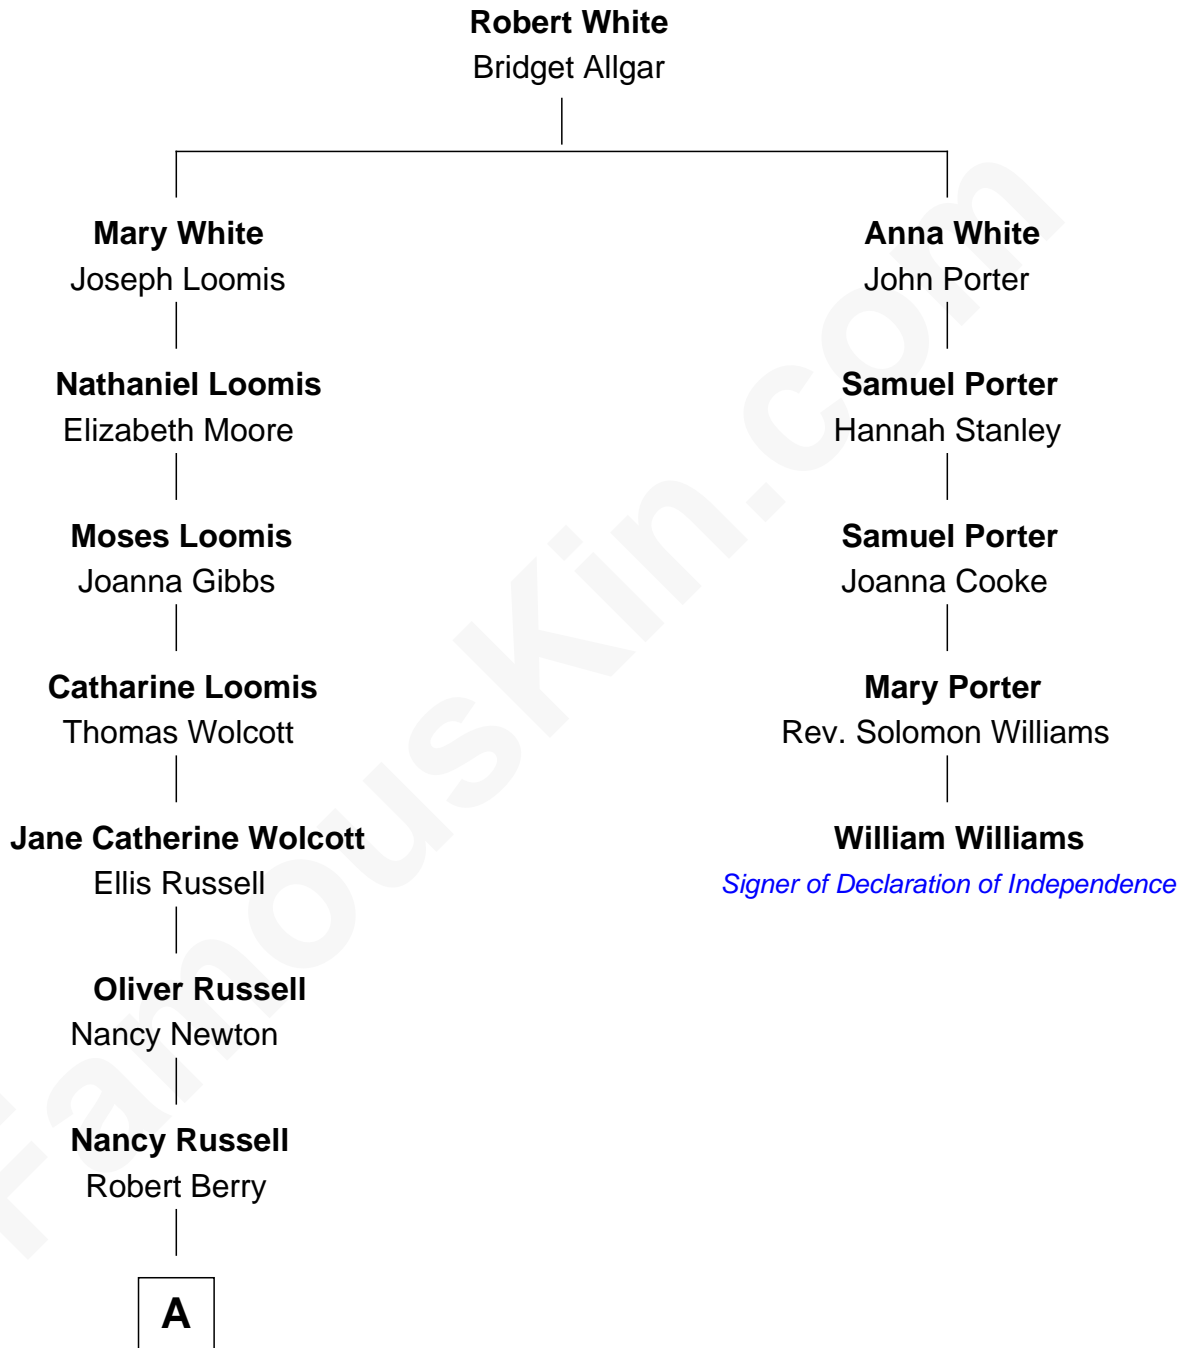 Robert White
Bridget Allgar
Mary White
Joseph Loomis
Anna White
John Porter
Nathaniel Loomis
Elizabeth Moore
Samuel Porter
Hannah Stanley
Moses Loomis
Joanna Gibbs
Samuel Porter
Joanna Cooke
Catharine Loomis
Thomas Wolcott
Mary Porter
Rev. Solomon Williams
Jane Catherine Wolcott
Ellis Russell
William Williams
Signer of Declaration of Independence
Oliver Russell
Nancy Newton
Nancy Russell
Robert Berry
A
FamousKin.com